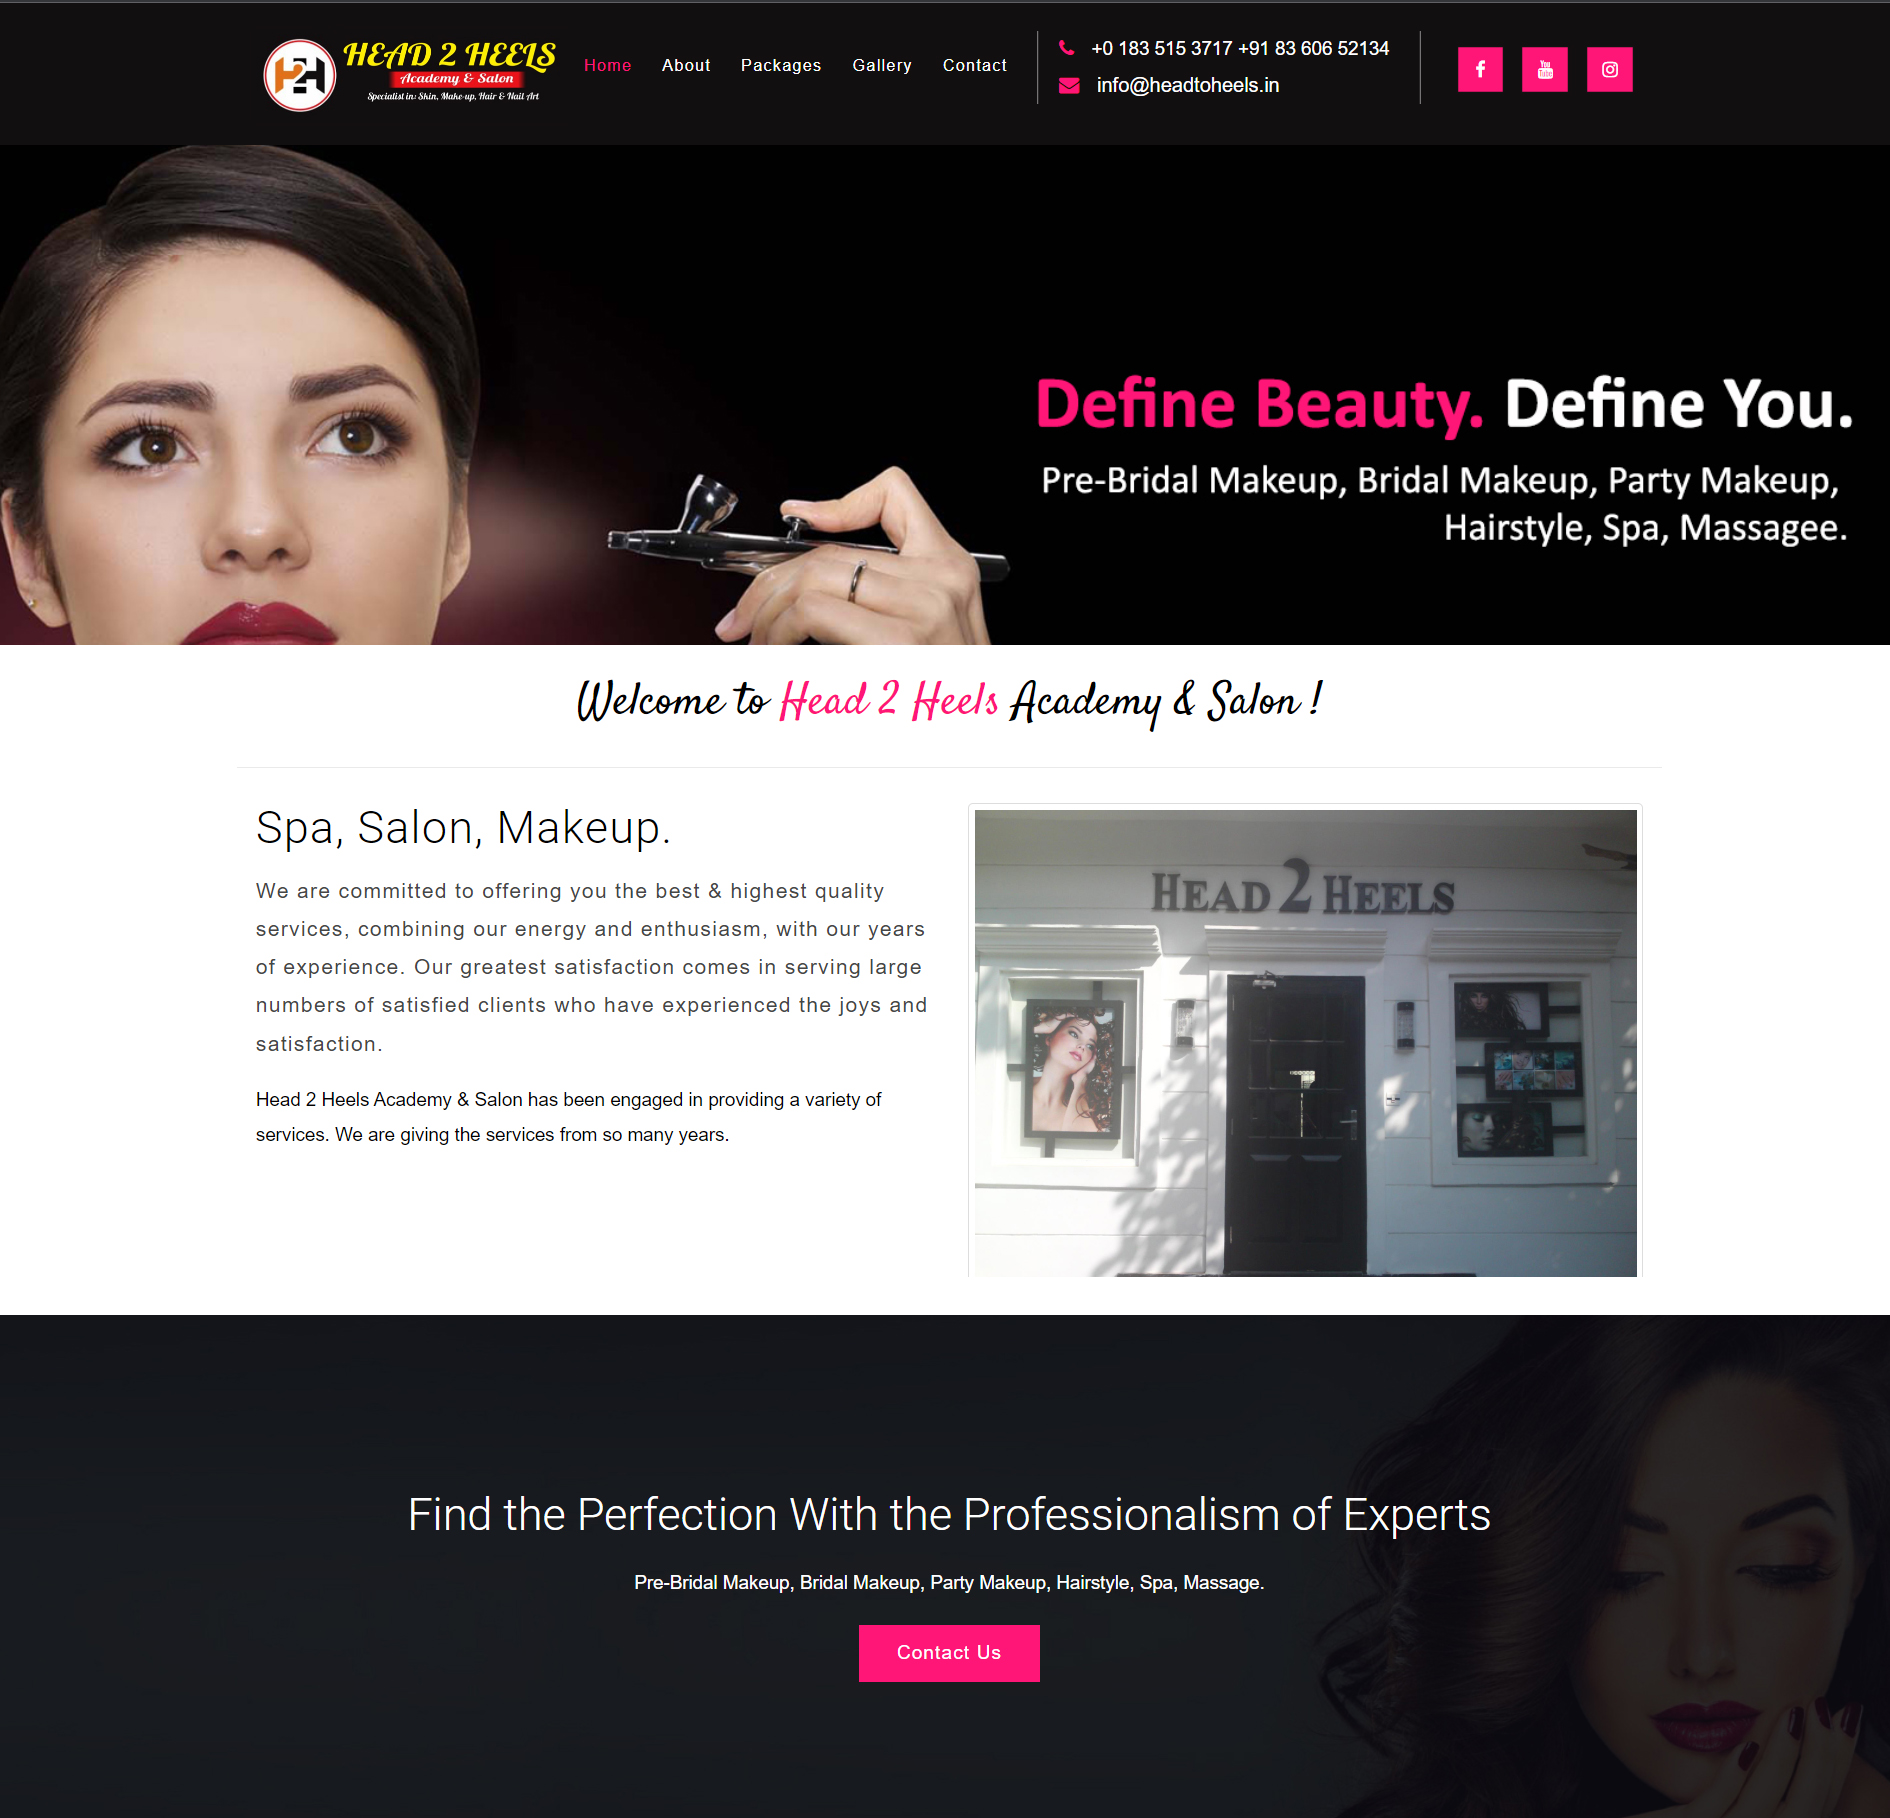 H2H
HEAD 2 HEELS
Academy & Salon
Specialist in: Skin, Make-up, Hair & Nail Art
Home About Packages Gallery Contact
+0 183 515 3717 +91 83 606 52134
info@headtoheels.in
f
You Tube
Define Beauty. Define You.
Pre-Bridal Makeup, Bridal Makeup, Party Makeup,
Hairstyle, Spa, Massagee.
Welcome to Head 2 Heels Academy & Salon !
Spa, Salon, Makeup.
We are committed to offering you the best & highest quality
services, combining our energy and enthusiasm, with our years
of experience. Our greatest satisfaction comes in serving large
numbers of satisfied clients who have experienced the joys and
satisfaction.
Head 2 Heels Academy & Salon has been engaged in providing a variety of
services. We are giving the services from so many years.
HEAD 2 HEELS
Find the Perfection With the Professionalism of Experts
Pre-Bridal Makeup, Bridal Makeup, Party Makeup, Hairstyle, Spa, Massage.
Contact Us